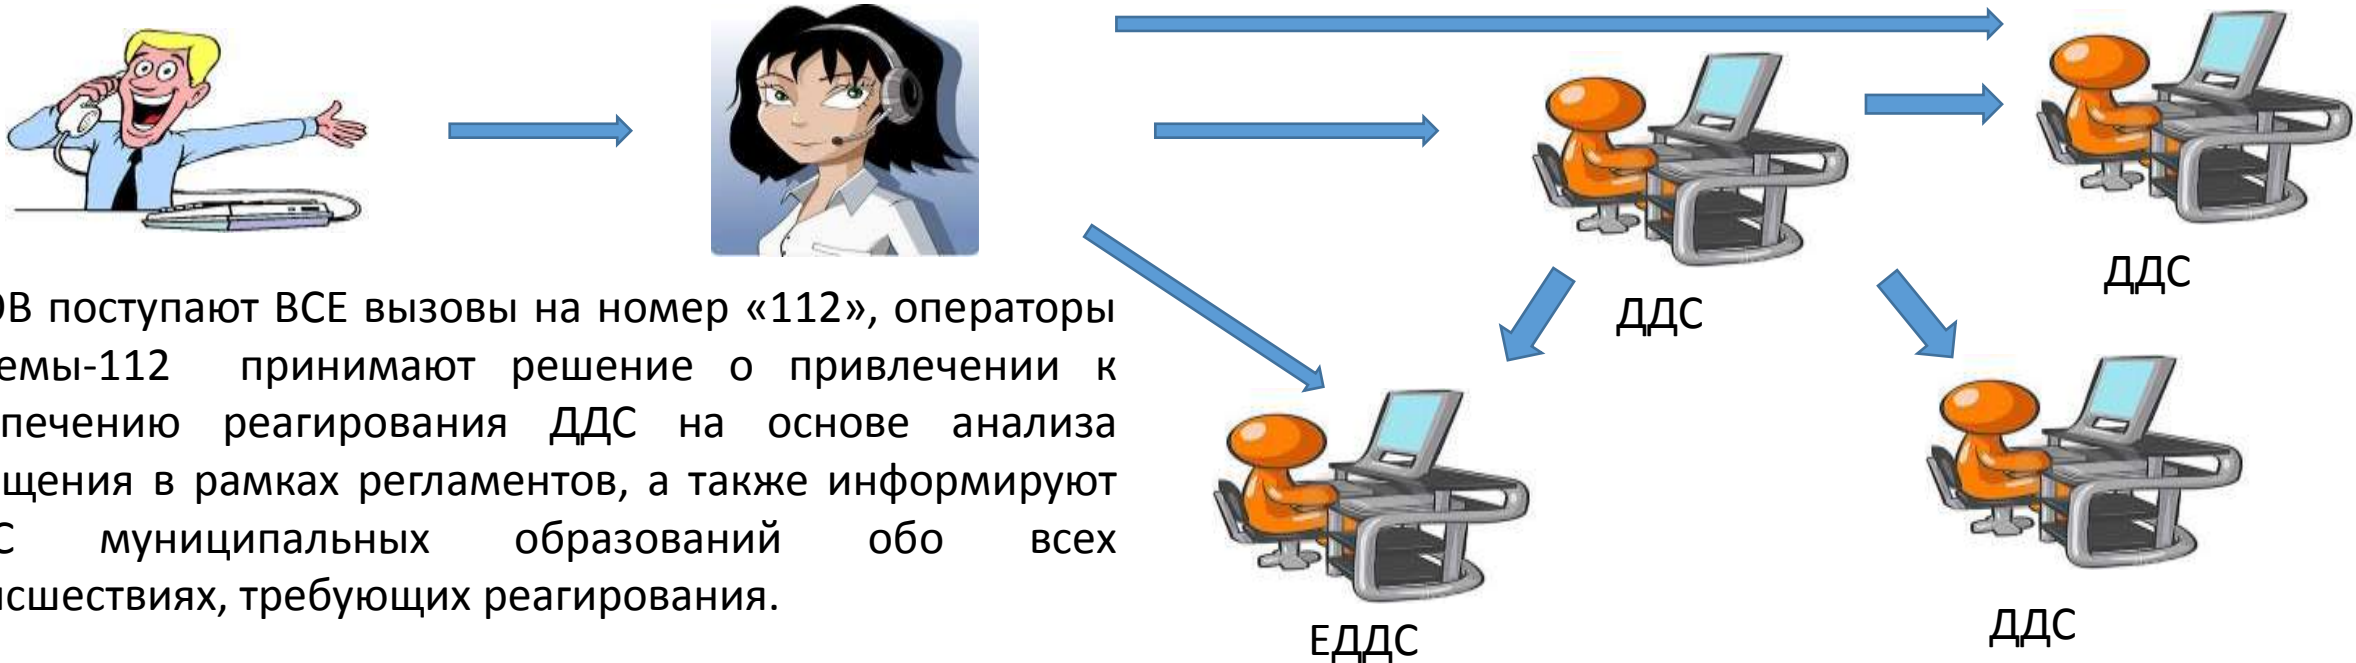 ОВ поступают ВСЕ вызовы на номер «112», операторы
емы-112 принимают решение о привлечении к
печению реагирования ДДС на основе анализа
щения в рамках регламентов, а также информируют
С муниципальных образований обо всех
исшествиях, требующих реагирования.
ДДС
ДДС
ЕДДС
ДДС